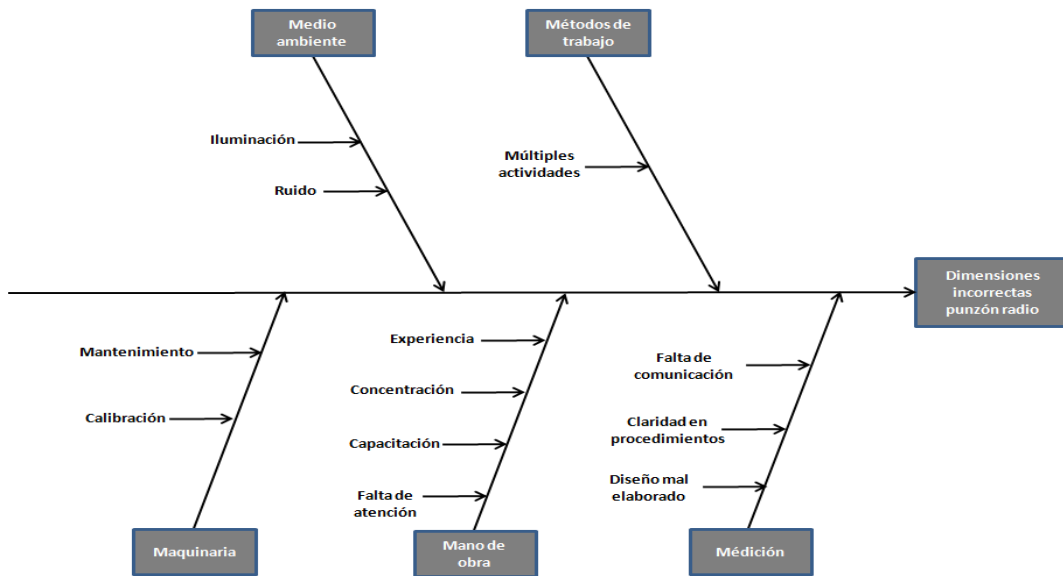 Medio
ambiente
Métodos de
trabajo
Iluminación
Ruido
Múltiples
actividades
Dimensiones
incorrectas
punzón radio
Mantenimiento
Calibración
Experiencia
Concentración
Capacitación
Falta de
atención
Falta de
comunicación
Claridad en
procedimientos
Diseño mal
elaborado
Maquinaria
Mano de
obra
Médición